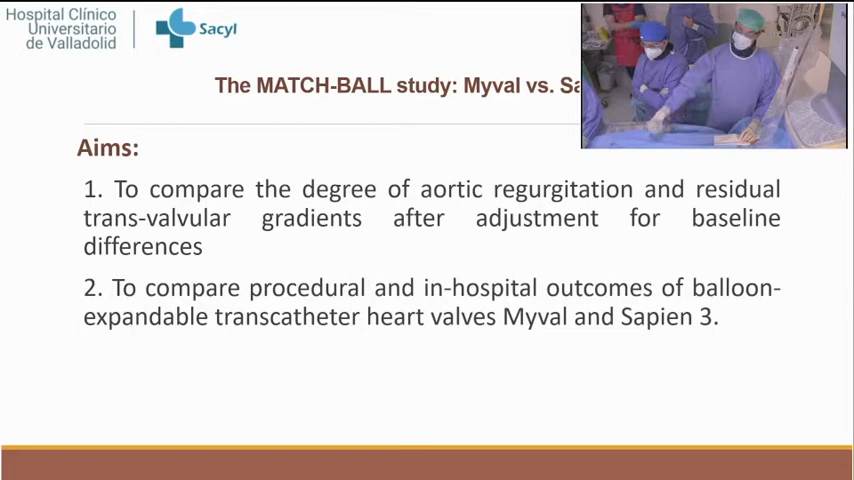 Hospital Clínico
Universitario
de Valladolid
Sacyl
The MATCH-BALL study: Myval vs.
Aims:
1. To compare the degree of aortic regurgitation and residual
trans-valvular gradients after adjustment for baseline
differences
2. To compare procedural and in-hospital outcomes of balloon-
expandable transcatheter heart valves Myval and Sapien 3.